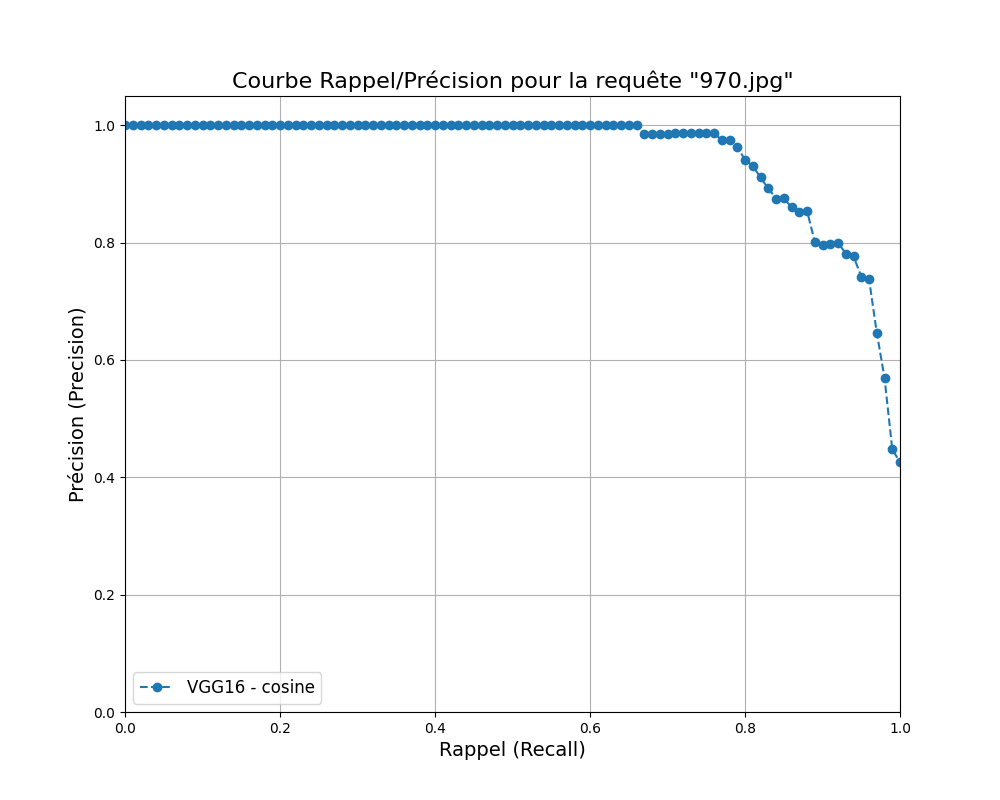 Courbe Rappel/Précision pour la requête "970.jpg"
1.0
0.8
0.6
0.4
0.2
0.0
Précision (Precision)
VGG16 - cosine
0.0 0.2 0.4 0.6 0.8 1.0
Rappel (Recall)